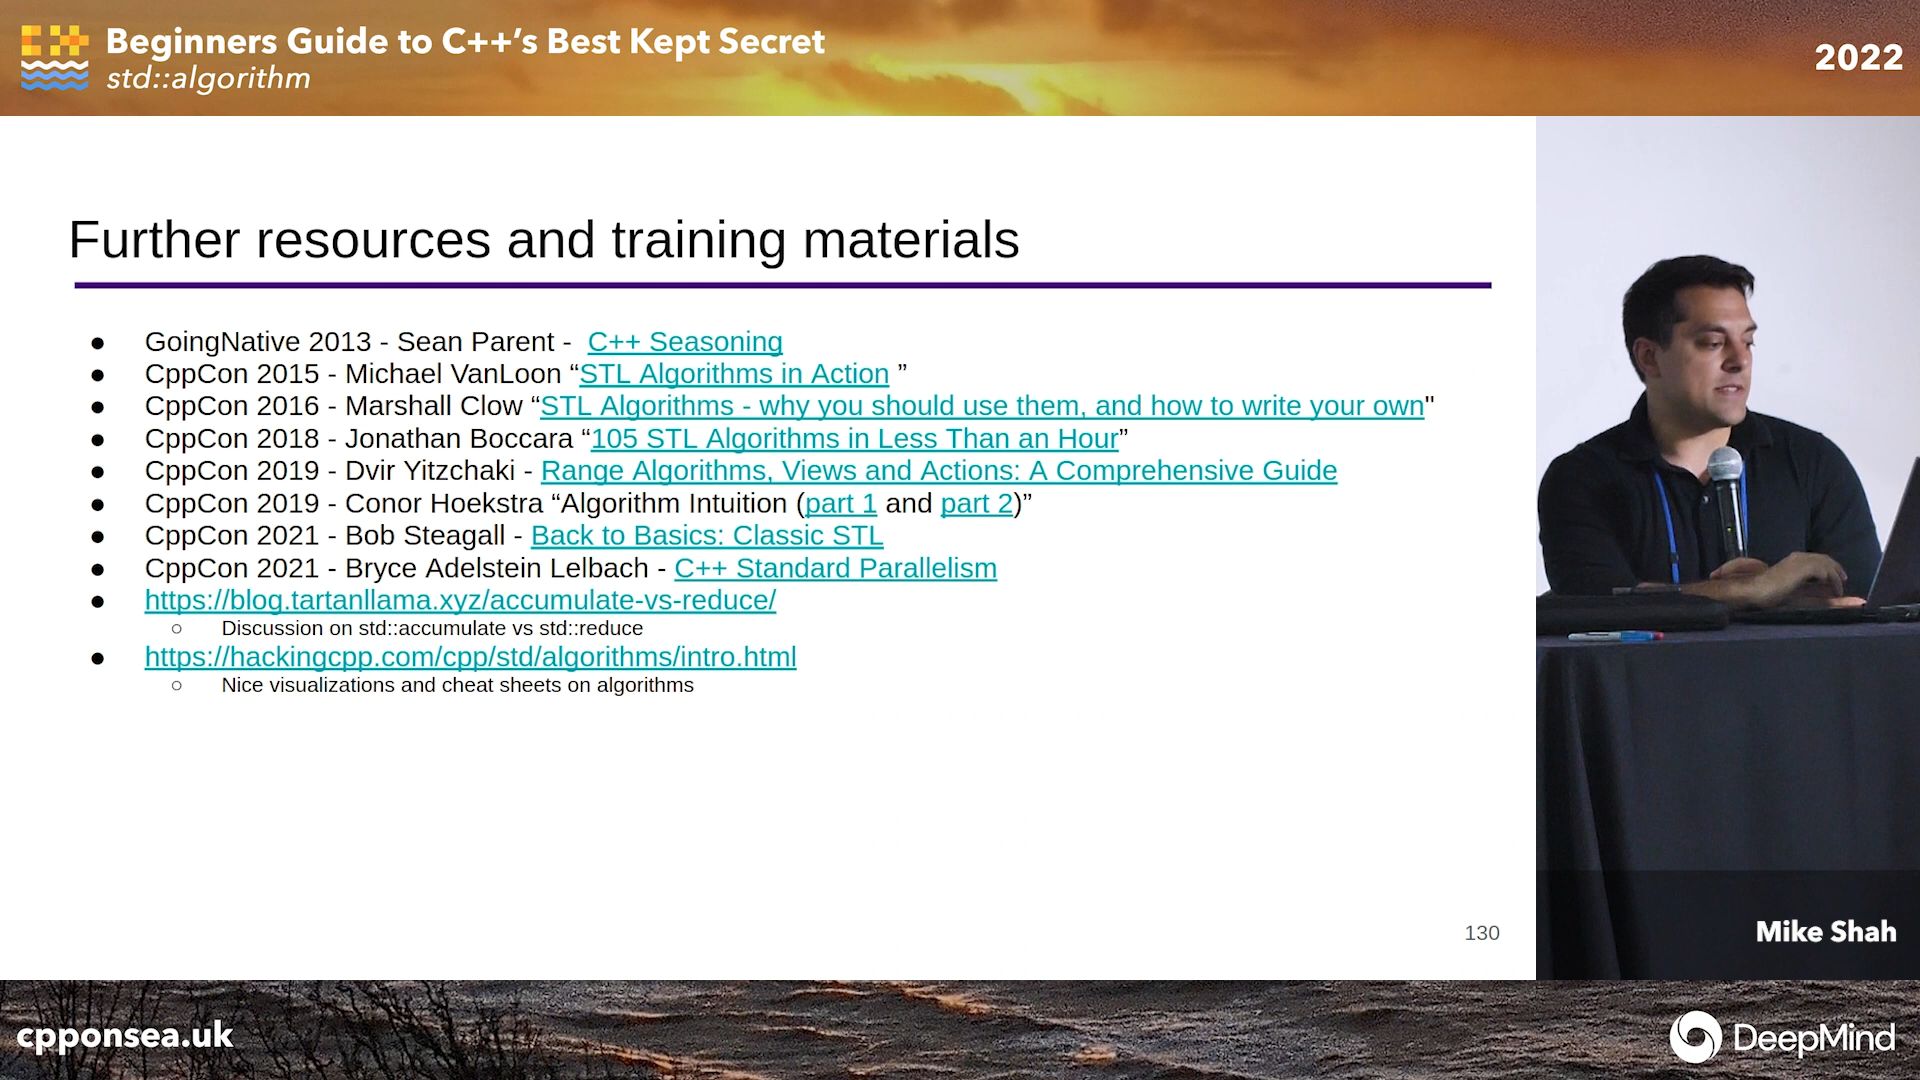 Beginners Guide to C++’s Best Kept Secret
std::algorithm
2022
Further resources and training materials
● GoingNative 2013 - Sean Parent - C++ Seasoning
● CppCon 2015 - Michael VanLoon “STL Algorithms in Action ”
● CppCon 2016 - Marshall Clow “STL Algorithms - why you should use them, and how to write your own"
● CppCon 2018 - Jonathan Boccara “105 STL Algorithms in Less Than an Hour”
● CppCon 2019 - Dvir Yitzchaki - Range Algorithms, Views and Actions: A Comprehensive Guide
● CppCon 2019 - Conor Hoekstra “Algorithm Intuition (part 1 and part 2)”
● CppCon 2021 - Bob Steagall - Back to Basics: Classic STL
● CppCon 2021 - Bryce Adelstein Lelbach - C++ Standard Parallelism
● https://blog.tartanllama.xyz/accumulate-vs-reduce/
○ Discussion on std::accumulate vs std::reduce
● https://hackingcpp.com/cpp/std/algorithms/intro.html
○ Nice visualizations and cheat sheets on algorithms
130
Mike Shah
cpponsea.uk
DeepMind